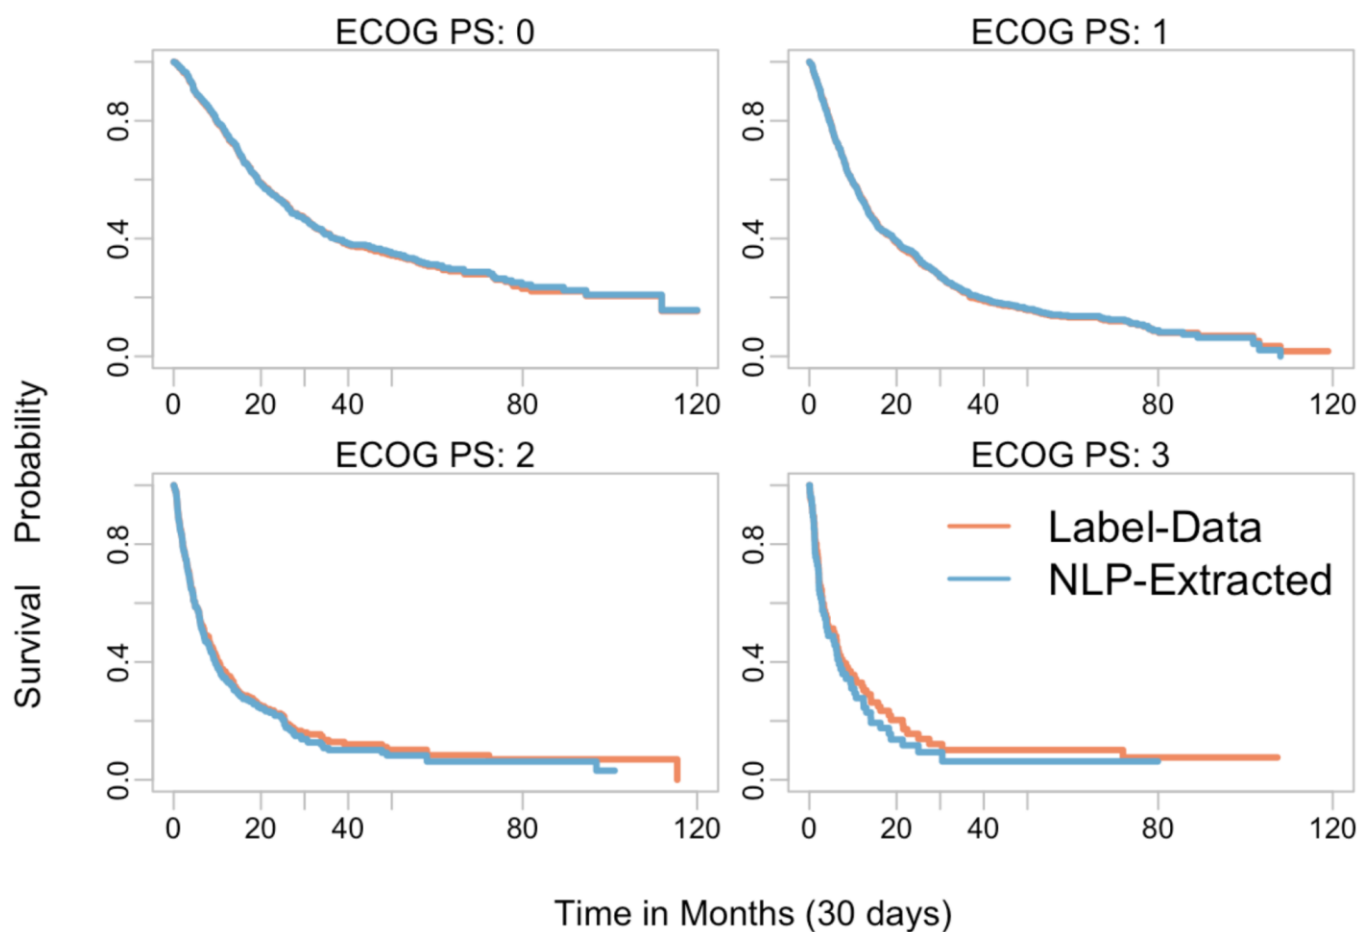 ECOG PS: 0
0.8
0.4
0.0
0 20 40 80 120
ECOG PS: 1
0.8
0.4
0.0
0 20 40 80 120
ECOG PS: 2
0.8
0.4
0.0
0 20 40 80 120
ECOG PS: 3
Label-Data
NLP-Extracted
0.8
0.4
0.0
0 20 40 80 120
Survival Probability
Time in Months (30 days)